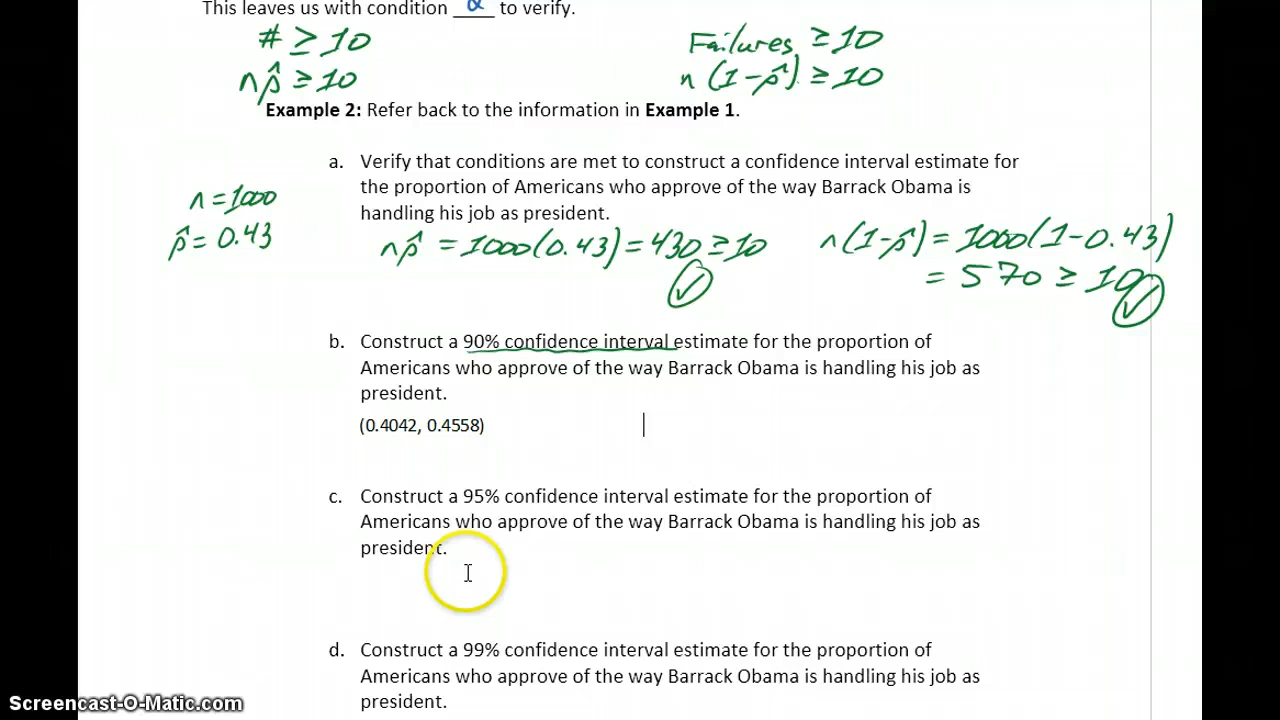 This leaves us with condition __α__ to verify.
# ≥ 10 Failures ≥ 10
n p̂ ≥ 10 n (1 - p̂) ≥ 10
Example 2: Refer back to the information in Example 1.
a. Verify that conditions are met to construct a confidence interval estimate for
the proportion of Americans who approve of the way Barrack Obama is
handling his job as president.
n = 1000
p̂ = 0.43
n p̂ = 1000(0.43) = 430 ≥ 10 ✓
n(1-p̂) = 1000(1-0.43)
= 570 ≥ 10 ✓
b. Construct a 90% confidence interval estimate for the proportion of
Americans who approve of the way Barrack Obama is handling his job as
president.
(0.4042, 0.4558)
c. Construct a 95% confidence interval estimate for the proportion of
Americans who approve of the way Barrack Obama is handling his job as
president.
d. Construct a 99% confidence interval estimate for the proportion of
Americans who approve of the way Barrack Obama is handling his job as
president.
Screencast-O-Matic.com